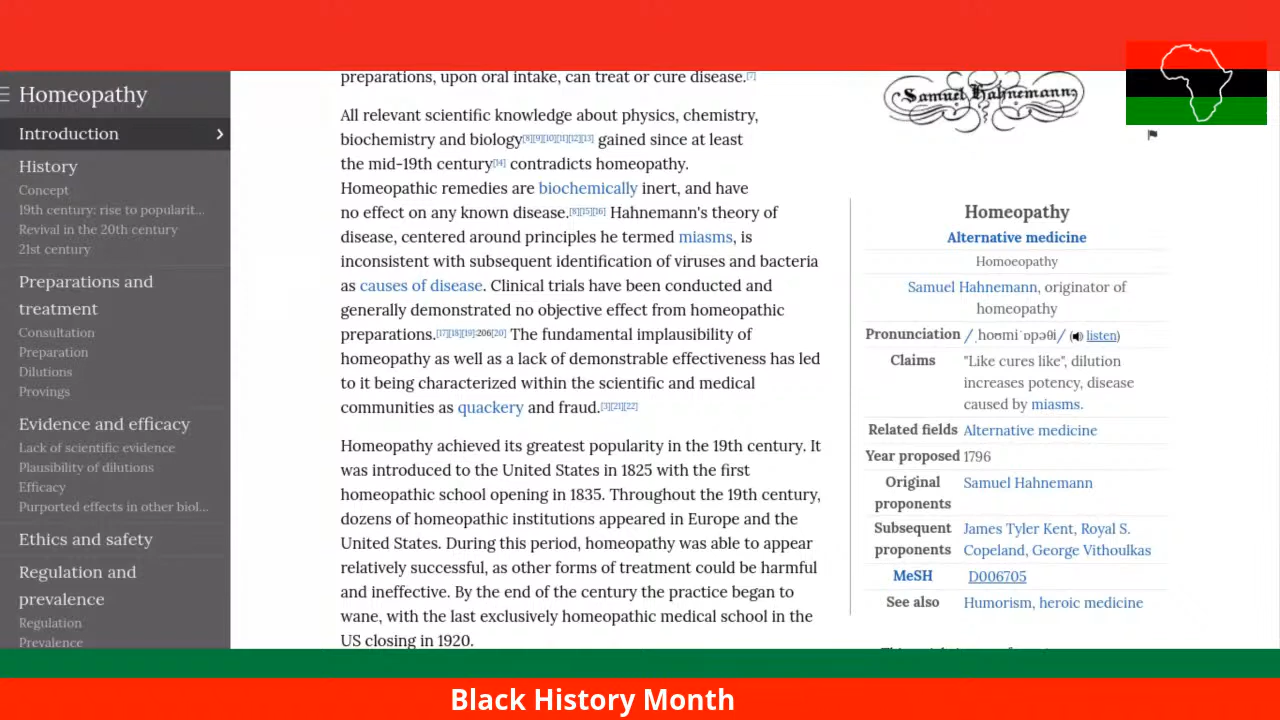 Homeopathy
Introduction
History
Concept
19th century: rise to popularit...
Revival in the 20th century
21st century
Preparations and
treatment
Consultation
Preparation
Dilutions
Provings
Evidence and efficacy
Lack of scientific evidence
Plausibility of dilutions
Efficacy
Purported effects in other biol...
Ethics and safety
Regulation and
prevalence
Regulation
Prevalence
preparations, upon oral intake, can treat or cure disease.[7]
All relevant scientific knowledge about physics, chemistry,
biochemistry and biology[8][9][10][11][12][13] gained since at least
the mid-19th century[14] contradicts homeopathy.
Homeopathic remedies are biochemically inert, and have
no effect on any known disease.[8][15][16] Hahnemann's theory of
disease, centered around principles he termed miasms, is
inconsistent with subsequent identification of viruses and bacteria
as causes of disease. Clinical trials have been conducted and
generally demonstrated no objective effect from homeopathic
preparations.[17][18][19]:206[20] The fundamental implausibility of
homeopathy as well as a lack of demonstrable effectiveness has led
to it being characterized within the scientific and medical
communities as quackery and fraud.[3][21][22]
Homeopathy achieved its greatest popularity in the 19th century. It
was introduced to the United States in 1825 with the first
homeopathic school opening in 1835. Throughout the 19th century,
dozens of homeopathic institutions appeared in Europe and the
United States. During this period, homeopathy was able to appear
relatively successful, as other forms of treatment could be harmful
and ineffective. By the end of the century the practice began to
wane, with the last exclusively homeopathic medical school in the
US closing in 1920.
Samuel Hahnemann
Homeopathy
Alternative medicine
Homoeopathy
Samuel Hahnemann, originator of
homeopathy
Pronunciation /ˌhoʊmiˈɒpəθi/ (listen)
Claims "Like cures like", dilution
increases potency, disease
caused by miasms.
Related fields Alternative medicine
Year proposed 1796
Original
proponents Samuel Hahnemann
Subsequent James Tyler Kent, Royal S.
proponents Copeland, George Vithoulkas
MeSH D006705
See also Humorism, heroic medicine
Black History Month